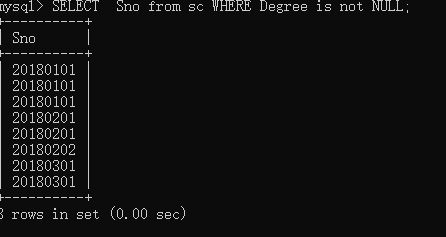 mysql> SELECT  Sno from sc WHERE Degree is not NULL;
+----------+
| Sno      |
+----------+
| 20180101 |
| 20180101 |
| 20180101 |
| 20180201 |
| 20180201 |
| 20180202 |
| 20180301 |
| 20180301 |
+----------+
8 rows in set (0.00 sec)